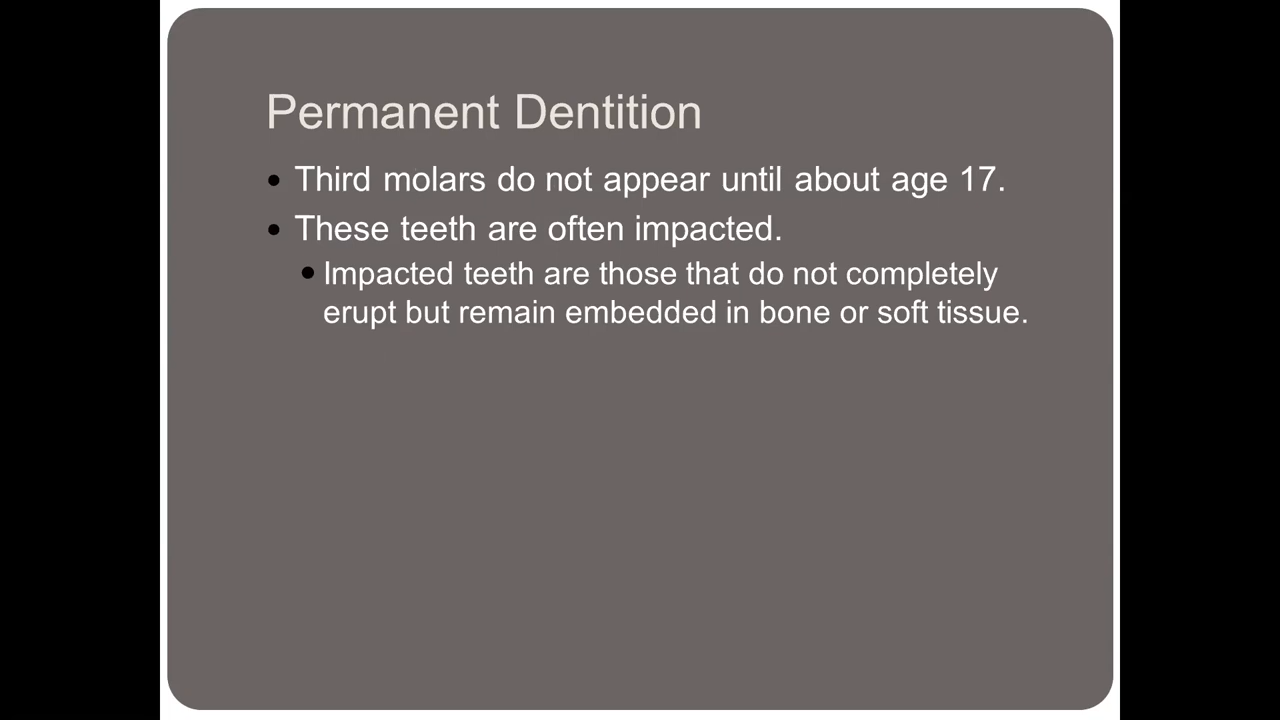 Permanent Dentition
• Third molars do not appear until about age 17.
• These teeth are often impacted.
• Impacted teeth are those that do not completely
erupt but remain embedded in bone or soft tissue.